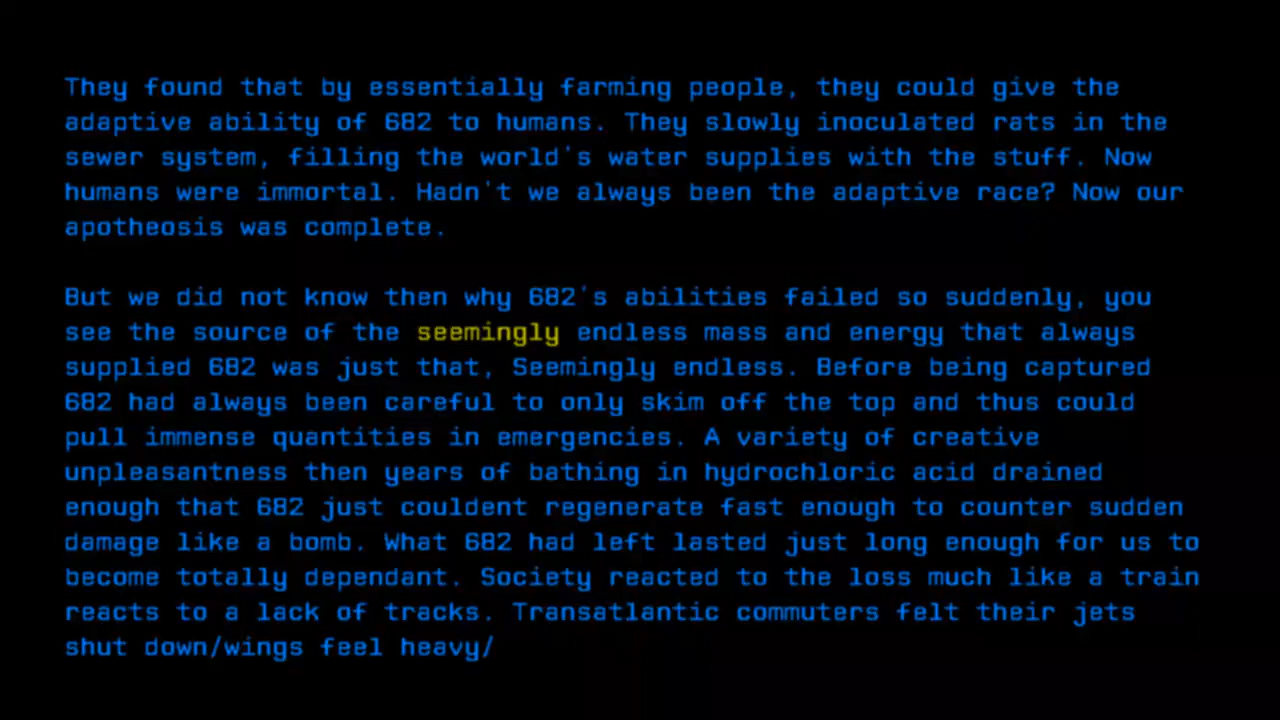 They found that by essentially farming people, they could give the
adaptive ability of 682 to humans. They slowly inoculated rats in the
sewer system, filling the world's water supplies with the stuff. Now
humans were immortal. Hadn't we always been the adaptive race? Now our
apotheosis was complete.
But we did not know then why 682's abilities failed so suddenly, you
see the source of the seemingly endless mass and energy that always
supplied 682 was just that, Seemingly endless. Before being captured
682 had always been careful to only skim off the top and thus could
pull immense quantities in emergencies. A variety of creative
unpleasantness then years of bathing in hydrochloric acid drained
enough that 682 just couldent regenerate fast enough to counter sudden
damage like a bomb. What 682 had left lasted just long enough for us to
become totally dependant. Society reacted to the loss much like a train
reacts to a lack of tracks. Transatlantic commuters felt their jets
shut down/wings feel heavy/